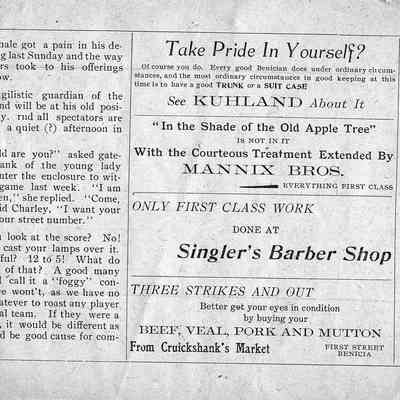 nale got a pain in his de-
g last Sunday and the way
rs took to his offerings
ow.
gilistic guardian of the
nd will be at his old posi-
y. rnd all spectators are
a quiet (?) afternoon in
ld are you?" asked gate-
ank of the young lady
nter the enclosure to wit-
game last week. "I am
en," she replied. "Come,
id Charley, "I want your
our street number."
u look at the score? No!
cast your lamps over it.
ful? 12 to 5! What do
of that? A good many
l call it a "foggy" con-
e won't, as we have no
atever to roast any player
al team. If they were a
, it would be different as
d be good cause for com-
Take Pride In Yourself?
Of course you do. Every good Benician does under ordinary circum-
stances, and the most ordinary circumstances in good keeping at this
time is to have a good TRUNK or a SUIT CASE
See KUHLAND About It
"In the Shade of the Old Apple Tree"
IS NOT IN IT
With the Courteous Treatment Extended By
MANNIX BROS.
EVERYTHING FIRST CLASS
ONLY FIRST CLASS WORK
DONE AT
Singler's Barber Shop
THREE STRIKES AND OUT
Better get your eyes in condition
by buying your
BEEF, VEAL, PORK AND MUTTON
From Cruickshank's Market
FIRST STREET
BENICIA